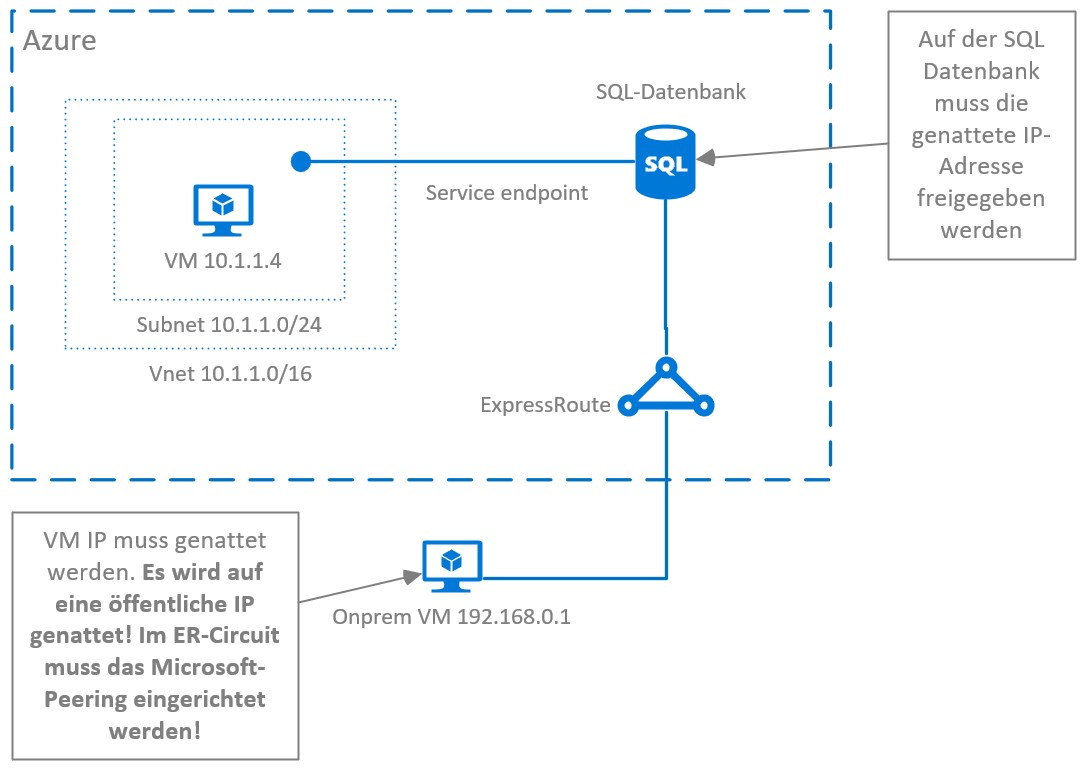 Azure
SQL-Datenbank
SQL
Service endpoint
VM 10.1.1.4
Subnet 10.1.1.0/24
Vnet 10.1.1.0/16
ExpressRoute
Auf der SQL
Datenbank
muss die
genattete IP-
Adresse
freigegeben
werden
VM IP muss genattet
werden. Es wird auf
eine öffentliche IP
genattet! Im ER-Circuit
muss das Microsoft-
Peering eingerichtet
werden!
Onprem VM 192.168.0.1